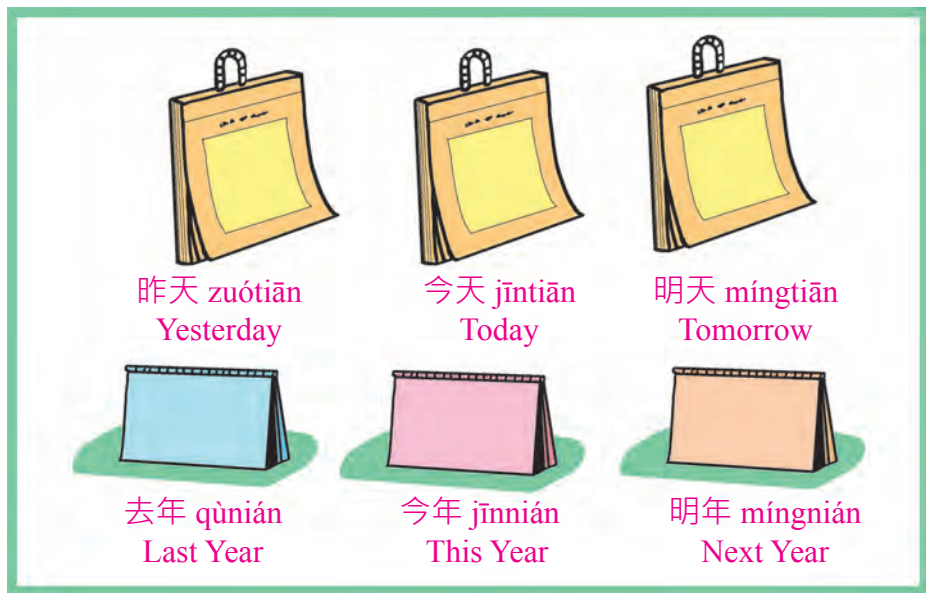 昨天 zuótiān
Yesterday
今天 jīntiān
Today
明天 míngtiān
Tomorrow
去年 qùnián
Last Year
今年 jīnnián
This Year
明年 míngnián
Next Year